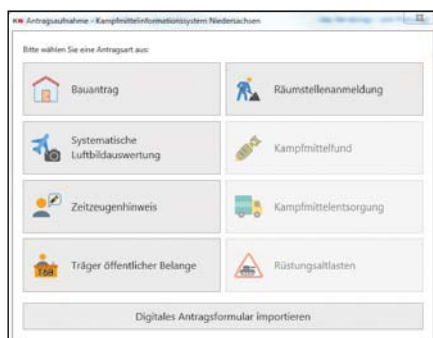 KN Antragsaufnahme - Kampfmittelinformationssystem Niedersachsen
Bitte wählen Sie eine Antragsart aus:
Bauantrag
Räumstellenanmeldung
Systematische
Luftbildauswertung
Kampfmittelfund
Zeitzeugenhinweis
Kampfmittelentsorgung
TÖB
Träger öffentlicher Belange
Rüstungsaltlasten
Digitales Antragsformular importieren